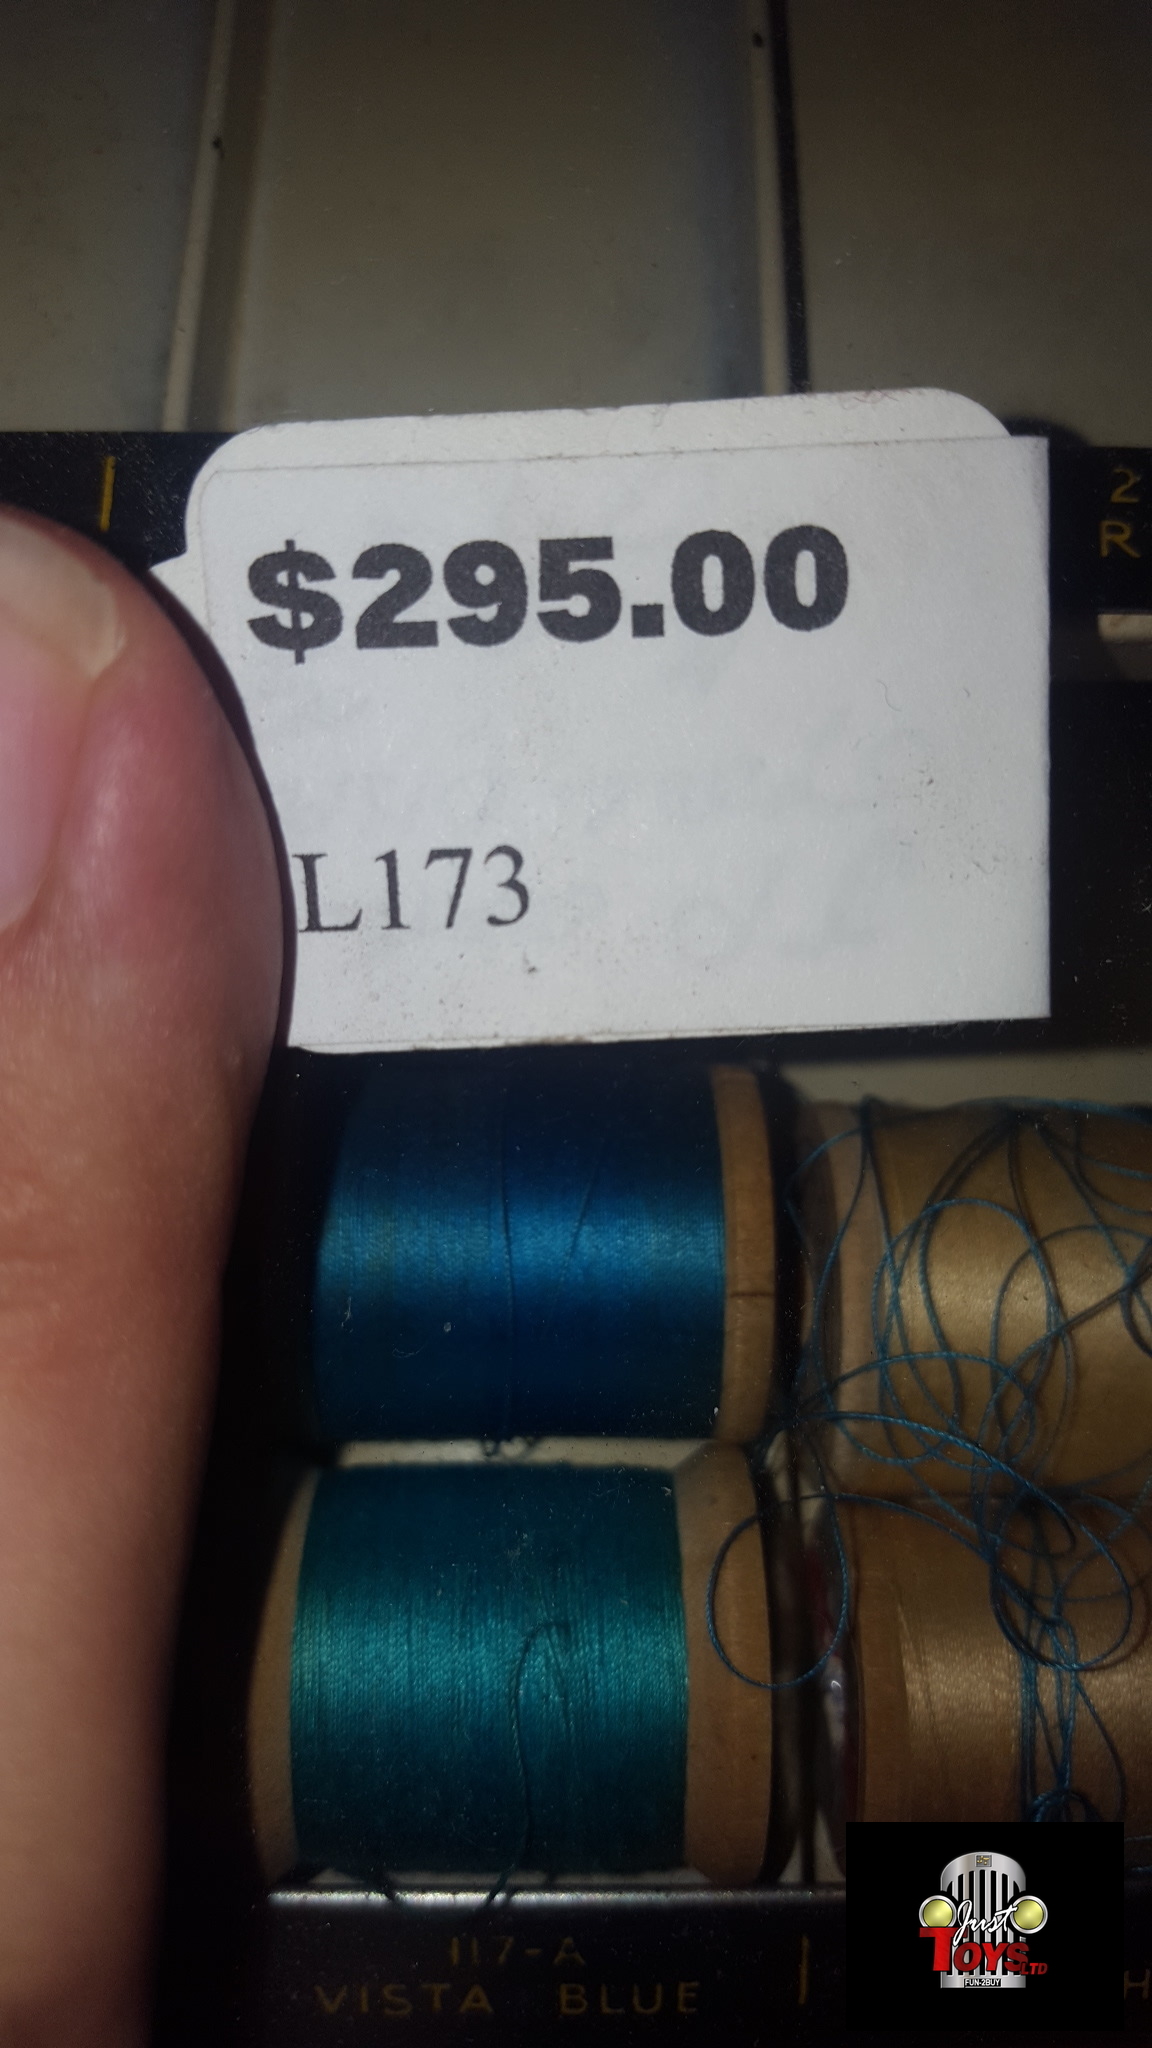 2
R
$295.00
L173
117-A
VISTA BLUE
H
Just
TOYS LTD
FUN-2BUY